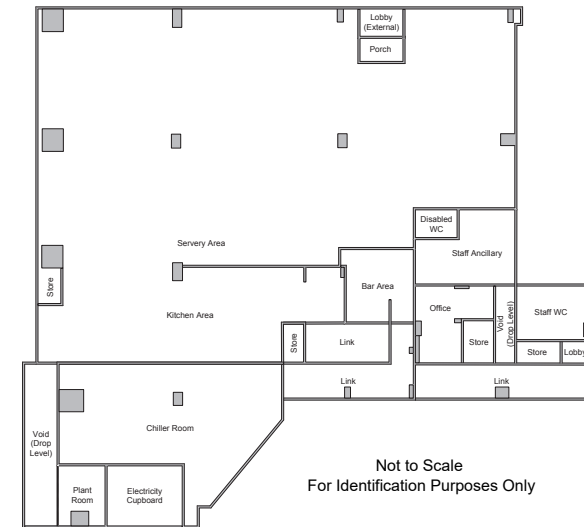 Lobby
(External)
Porch
Disabled
WC
Servery Area
Staff Ancillary
Store
Bar Area
Kitchen Area
Office
Void
(Drop Level)
Staff WC
Store
Link
Store
Store
Lobby
Link
Link
Void
(Drop
Level)
Chiller Room
Plant
Room
Electricity
Cupboard
Not to Scale
For Identification Purposes Only